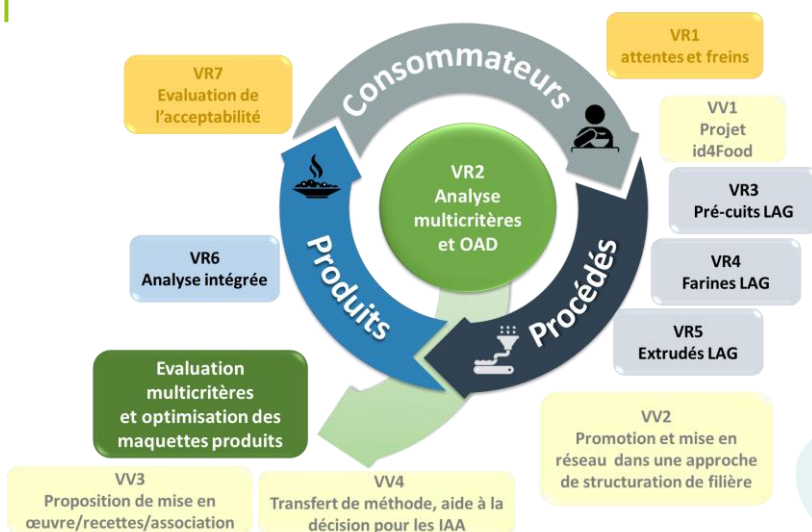 Consommateurs
VR1
attentes et freins
VR7
Evaluation de
l'acceptabilité
VV1
Projet
id4Food
VR2
Analyse
multicritères
et OAD
VR3
Pré-cuits LAG
VR6
Analyse intégrée
Produits
Procédés
VR4
Farines LAG
VR5
Extrudés LAG
Evaluation
multicritères
et optimisation des
maquettes produits
VV2
Promotion et mise en
réseau dans une approche
de structuration de filière
VV3
Proposition de mise en
œuvre/recettes/association
VV4
Transfert de méthode, aide à la
décision pour les IAA